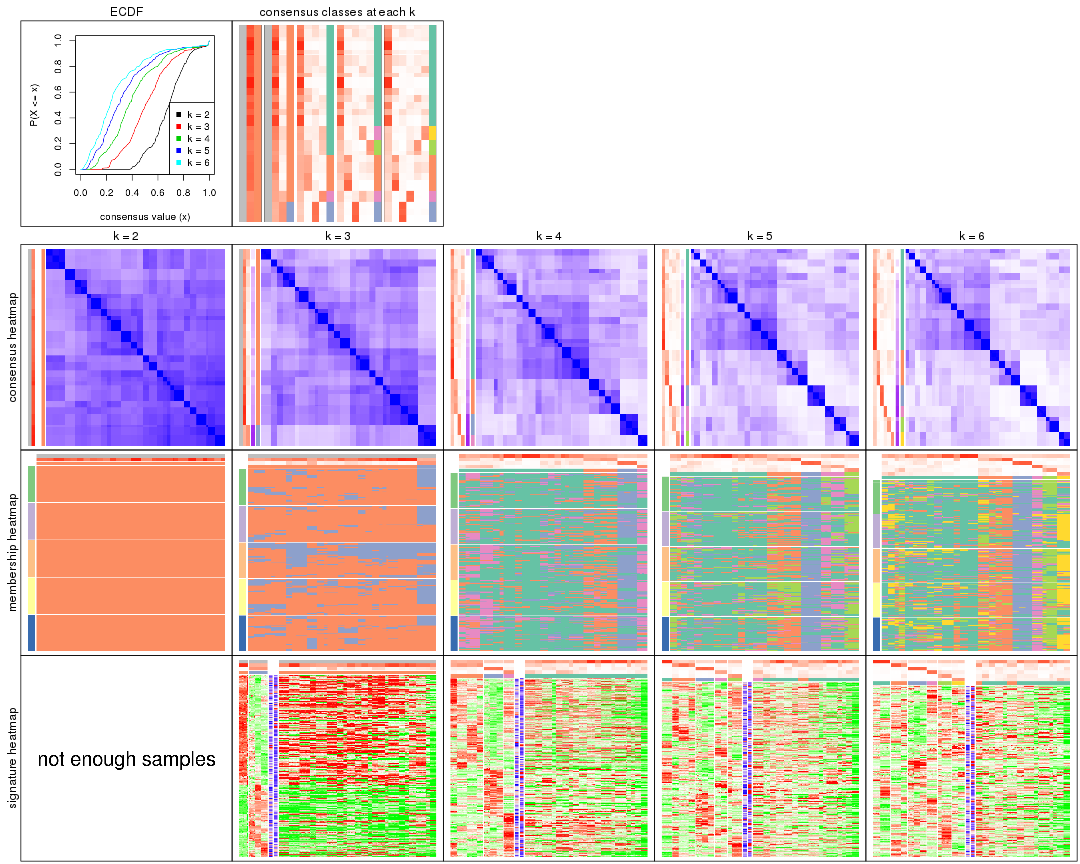 ECDF
consensus classes at each k
P(X <= x)
0.0 0.2 0.4 0.6 0.8 1.0
k = 2
k = 3
k = 4
k = 5
k = 6
0.0 0.2 0.4 0.6 0.8 1.0
consensus value (x)
k = 2
k = 3
k = 4
k = 5
k = 6
consensus heatmap
membership heatmap
signature heatmap
not enough samples